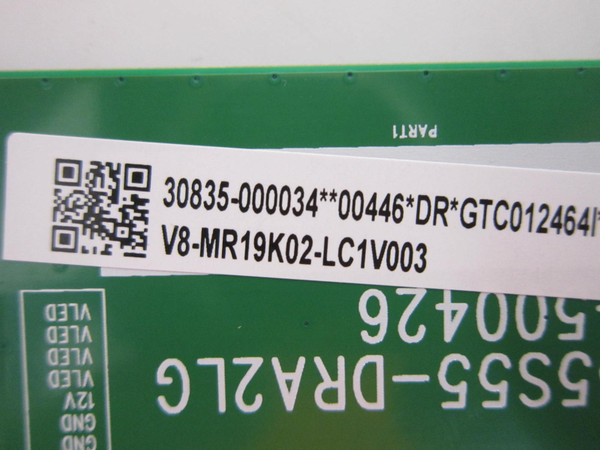 PART1
30835-000034**00446*DR*GTC012464
V8-MR19K02-LC1V003
500426
5S55-DRA2LG
VLED
VLED
VLED
VLED
VLED
12V
GND
GND